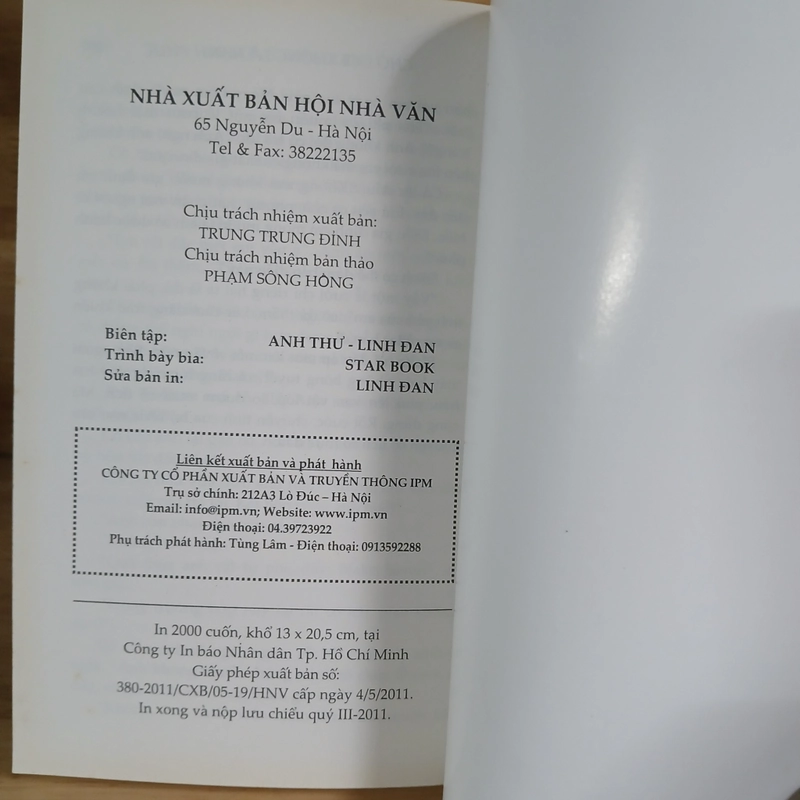 NHÀ XUẤT BẢN HỘI NHÀ VĂN
65 Nguyễn Du - Hà Nội
Tel & Fax: 38222135
Chịu trách nhiệm xuất bản:
TRUNG TRUNG ĐỈNH
Chịu trách nhiệm bản thảo
PHẠM SÔNG HỒNG
Biên tập: ANH THƯ - LINH ĐAN
Trình bày bìa: STAR BOOK
Sửa bản in: LINH ĐAN
Liên kết xuất bản và phát hành
CÔNG TY CỔ PHẦN XUẤT BẢN VÀ TRUYỀN THÔNG IPM
Trụ sở chính: 212A3 Lò Đúc – Hà Nội
Email: info@ipm.vn; Website: www.ipm.vn
Điện thoại: 04.39723922
Phụ trách phát hành: Tùng Lâm - Điện thoại: 0913592288
In 2000 cuốn, khổ 13 x 20,5 cm, tại
Công ty In báo Nhân dân Tp. Hồ Chí Minh
Giấy phép xuất bản số:
380-2011/CXB/05-19/HNV cấp ngày 4/5/2011.
In xong và nộp lưu chiểu quý III-2011.